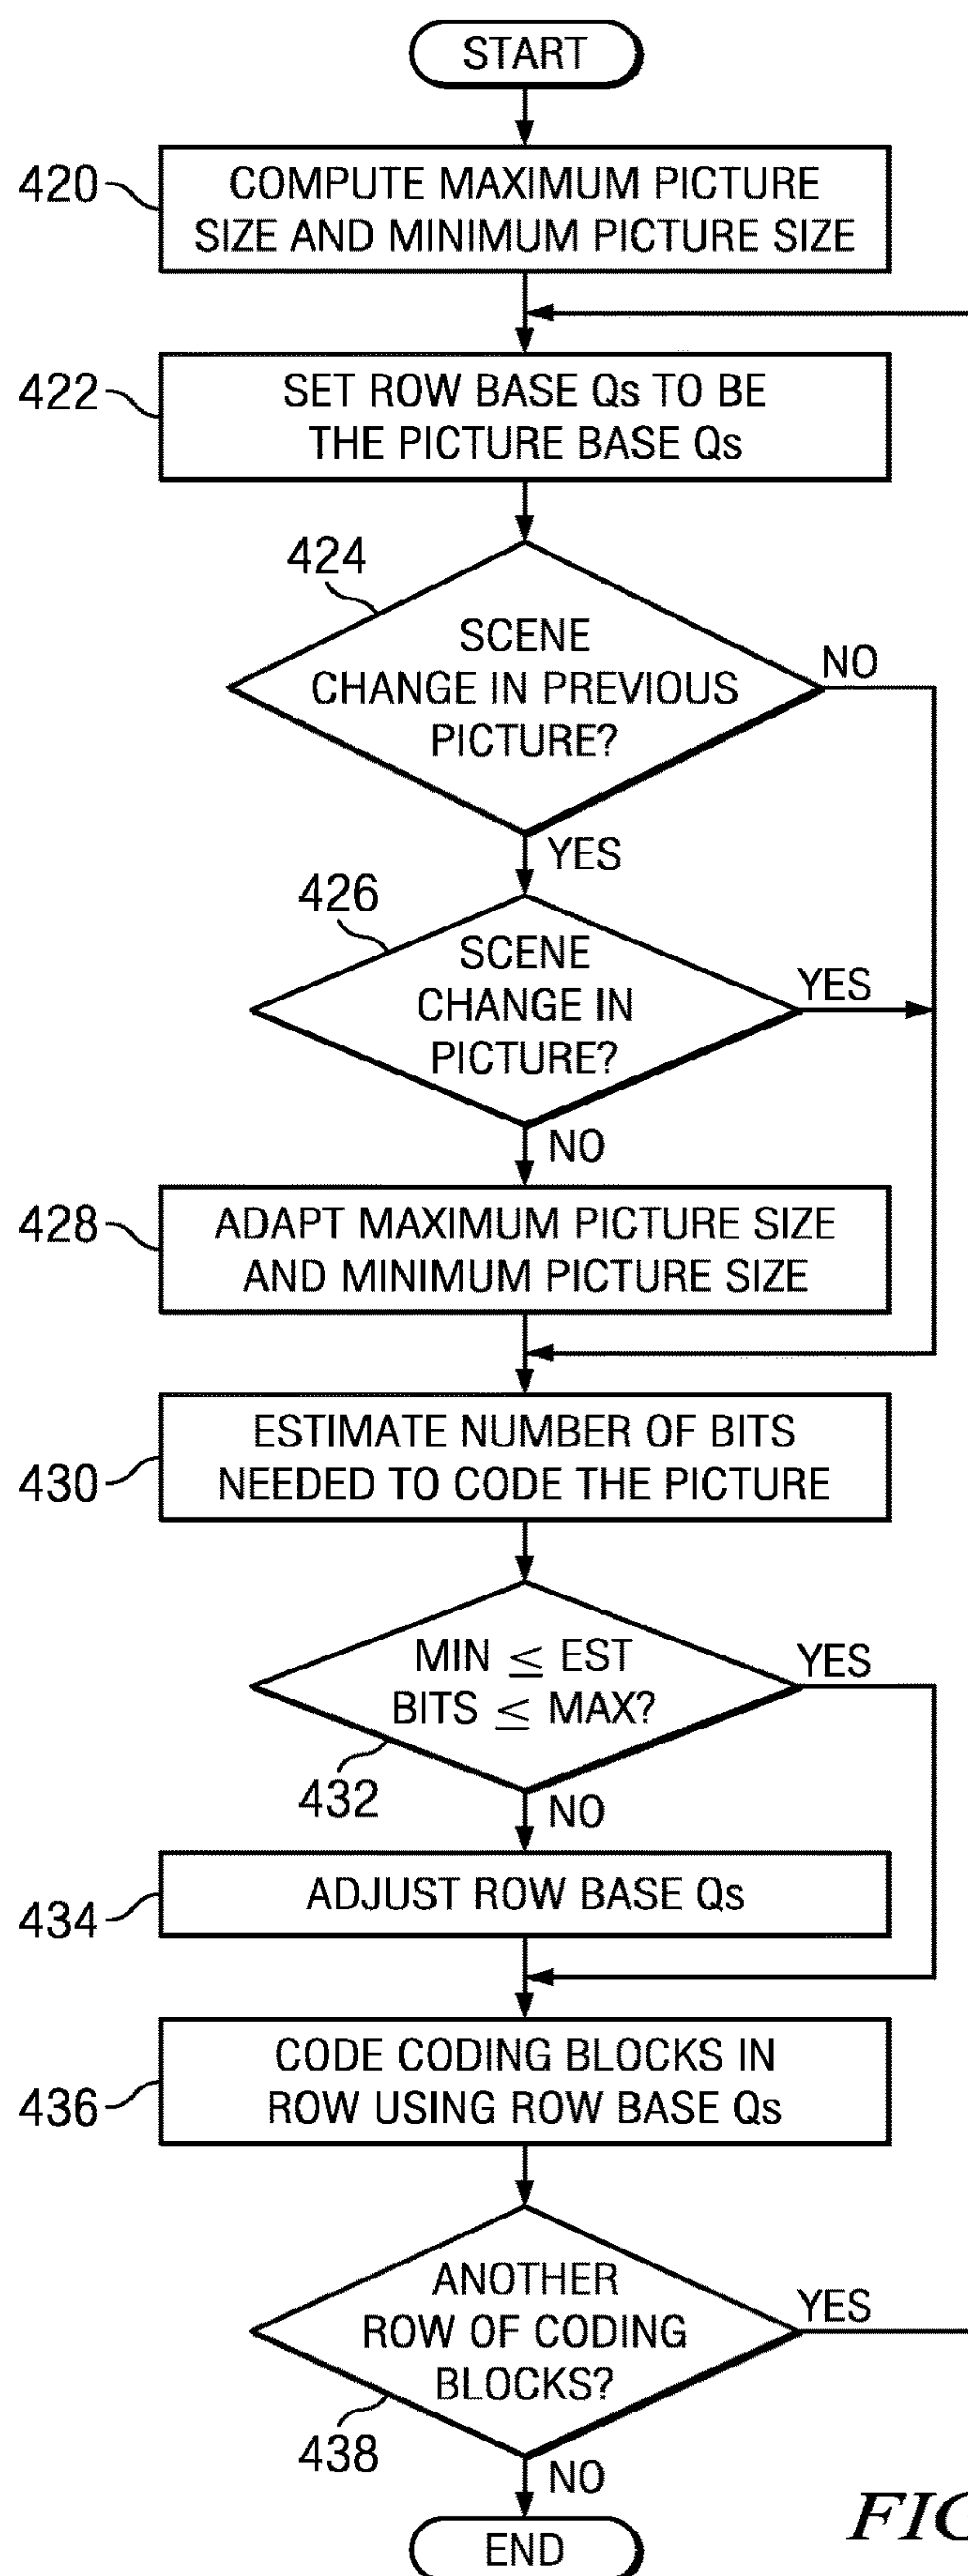 START
420
COMPUTE MAXIMUM PICTURE
SIZE AND MINIMUM PICTURE SIZE
422
SET ROW BASE Qs TO BE
THE PICTURE BASE Qs
424
SCENE
CHANGE IN PREVIOUS
PICTURE?
NO
YES
426
SCENE
CHANGE IN
PICTURE?
YES
NO
428
ADAPT MAXIMUM PICTURE SIZE
AND MINIMUM PICTURE SIZE
430
ESTIMATE NUMBER OF BITS
NEEDED TO CODE THE PICTURE
MIN ≤ EST
BITS ≤ MAX?
YES
432
NO
434
ADJUST ROW BASE Qs
436
CODE CODING BLOCKS IN
ROW USING ROW BASE Qs
ANOTHER
ROW OF CODING
BLOCKS?
YES
438
NO
END